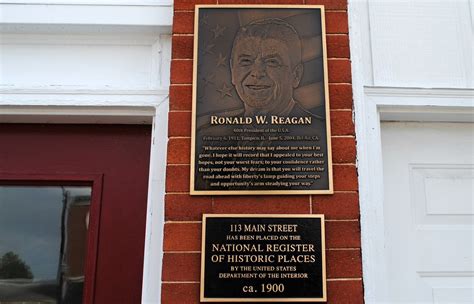 RONALD W. REAGAN
40th President of the U.S.A.
February 6, 1911, Tampico, IL   June 5, 2004, Bel Air, CA
"Whatever else history may say about me when I'm
gone, I hope it will record that I appealed to your best
hopes, not your worst fears; to your confidence rather
than your doubts. My dream is that you will travel the
road ahead with liberty's lamp guiding your steps
and opportunity's arm steadying your way."
113 MAIN STREET
HAS BEEN PLACED ON THE
NATIONAL REGISTER
OF HISTORIC PLACES
BY THE UNITED STATES
DEPARTMENT OF THE INTERIOR
ca. 1900